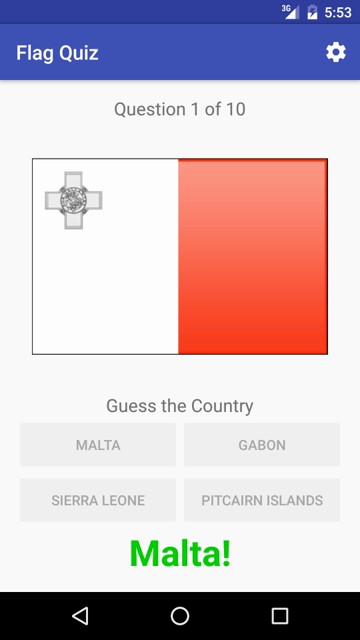 3G 5:53
Flag Quiz
Question 1 of 10
Guess the Country
MALTA GABON
SIERRA LEONE PITCAIRN ISLANDS
Malta!